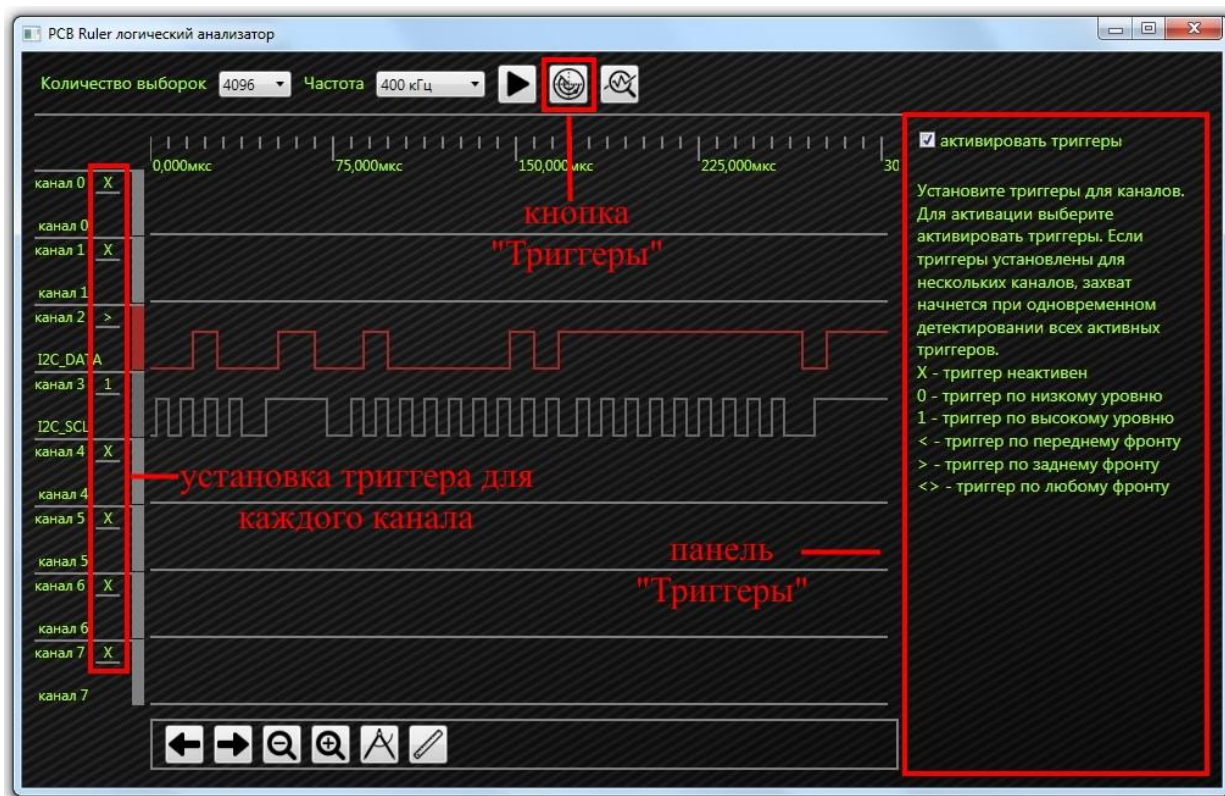 PCB Ruler логический анализатор
Количество выборок 4096 Частота 400 кГц
0,000мкс 75,000мкс 150,000мкс 225,000мкс 30
канал 0 X
канал 0
канал 1 X
канал 1
канал 2 >
I2C_DATA
канал 3 1
I2C_SCL
канал 4 X
канал 4
канал 5 X
канал 5
канал 6 X
канал 6
канал 7 X
канал 7
кнопка
"Триггеры"
установка триггера для
каждого канала
панель
"Триггеры"
активировать триггеры
Установите триггеры для каналов.
Для активации выберите
активировать триггеры. Если
триггеры установлены для
нескольких каналов, захват
начнется при одновременном
детектировании всех активных
триггеров.
X - триггер неактивен
0 - триггер по низкому уровню
1 - триггер по высокому уровню
< - триггер по переднему фронту
> - триггер по заднему фронту
<> - триггер по любому фронту